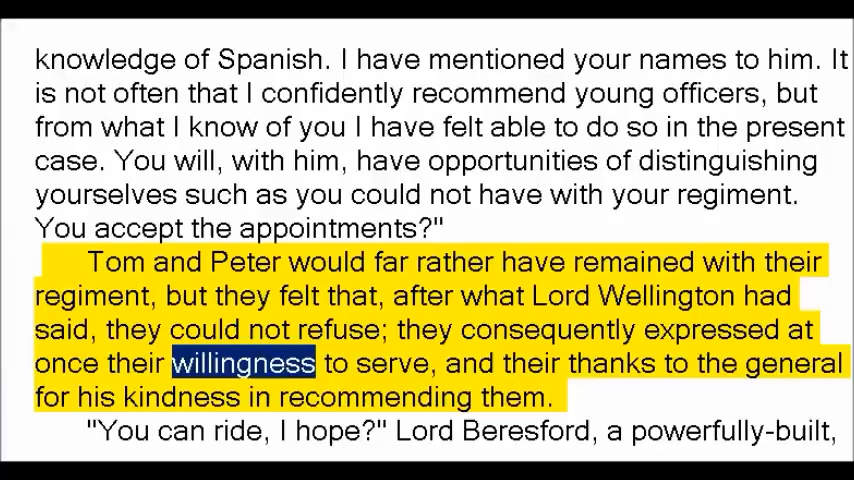 knowledge of Spanish. I have mentioned your names to him. It
is not often that I confidently recommend young officers, but
from what I know of you I have felt able to do so in the present
case. You will, with him, have opportunities of distinguishing
yourselves such as you could not have with your regiment.
You accept the appointments?"
Tom and Peter would far rather have remained with their
regiment, but they felt that, after what Lord Wellington had
said, they could not refuse; they consequently expressed at
once their willingness to serve, and their thanks to the general
for his kindness in recommending them.
"You can ride, I hope?" Lord Beresford, a powerfully-built,